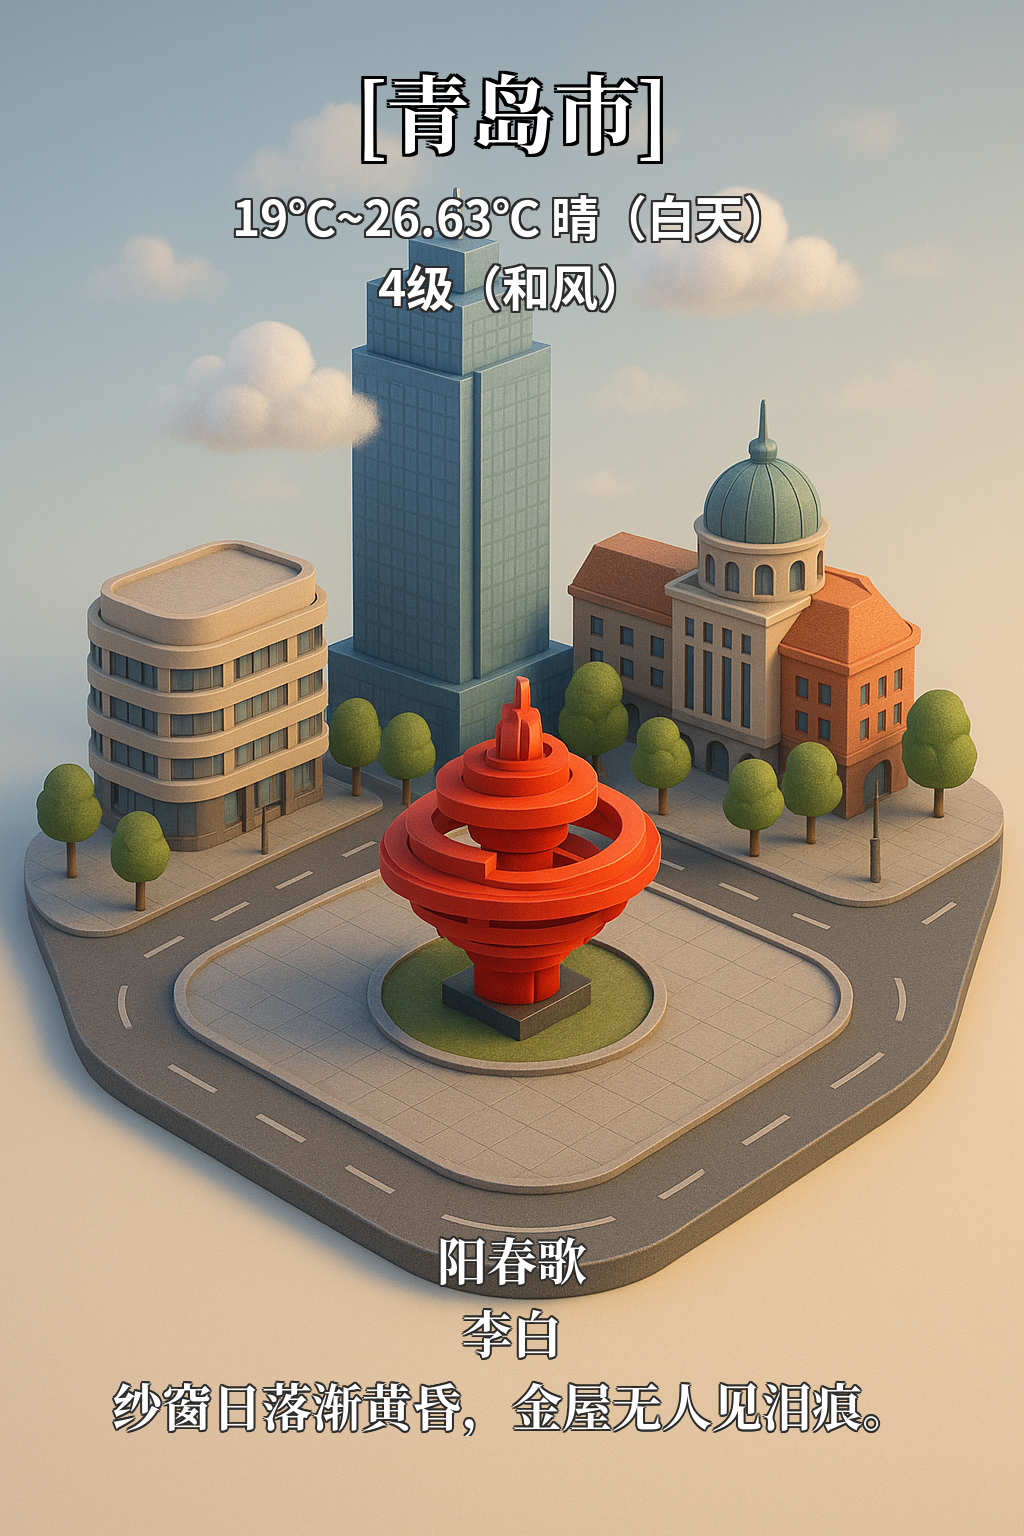 [青岛市]
19℃~26.63℃ 晴（白天）
4级（和风）
阳春歌
李白
纱窗日落渐黄昏，金屋无人见泪痕。